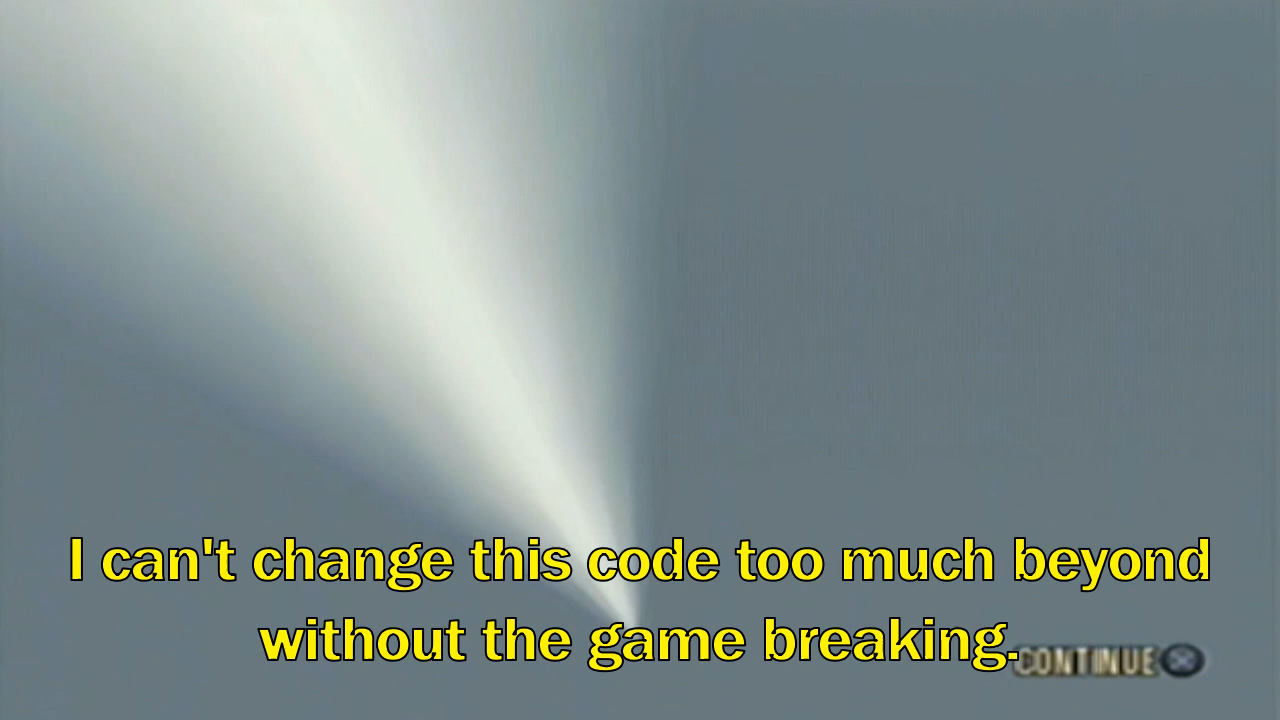 I can't change this code too much beyond
without the game breaking.
CONTINUE